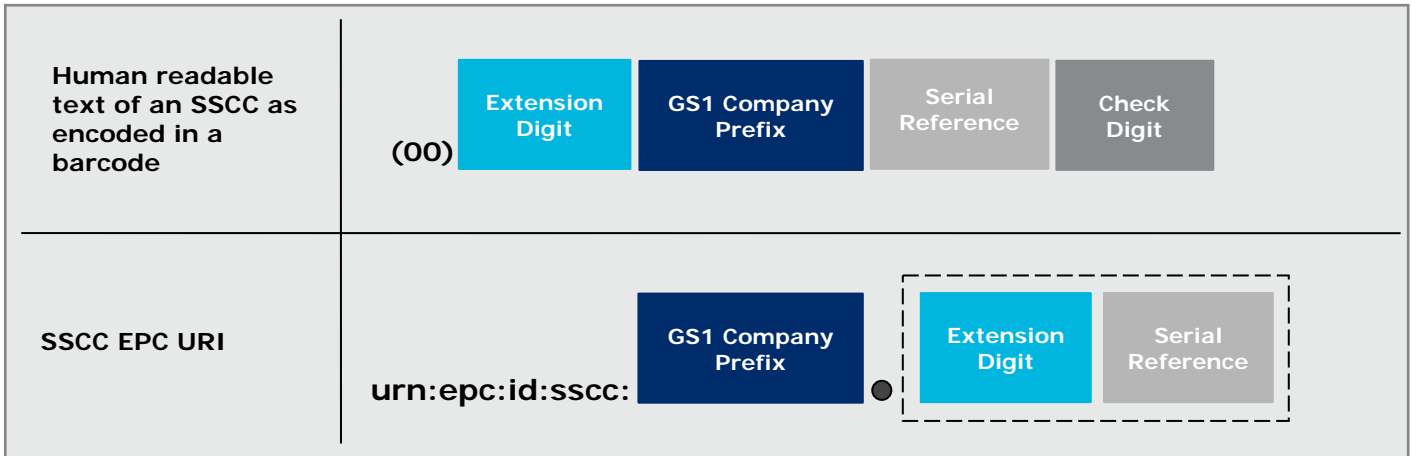 Human readable
text of an SSCC as
encoded in a
barcode
(00)
Extension
Digit
GS1 Company
Prefix
Serial
Reference
Check
Digit
SSCC EPC URI
urn:epc:id:sscc:
GS1 Company
Prefix
Extension
Digit
Serial
Reference